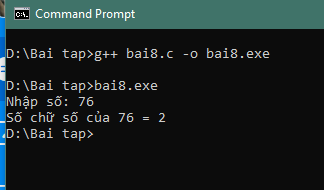 Command Prompt
D:\Bai tap>g++ bai8.c -o bai8.exe
D:\Bai tap>bai8.exe
Nhập số: 76
Số chữ số của 76 = 2
D:\Bai tap>